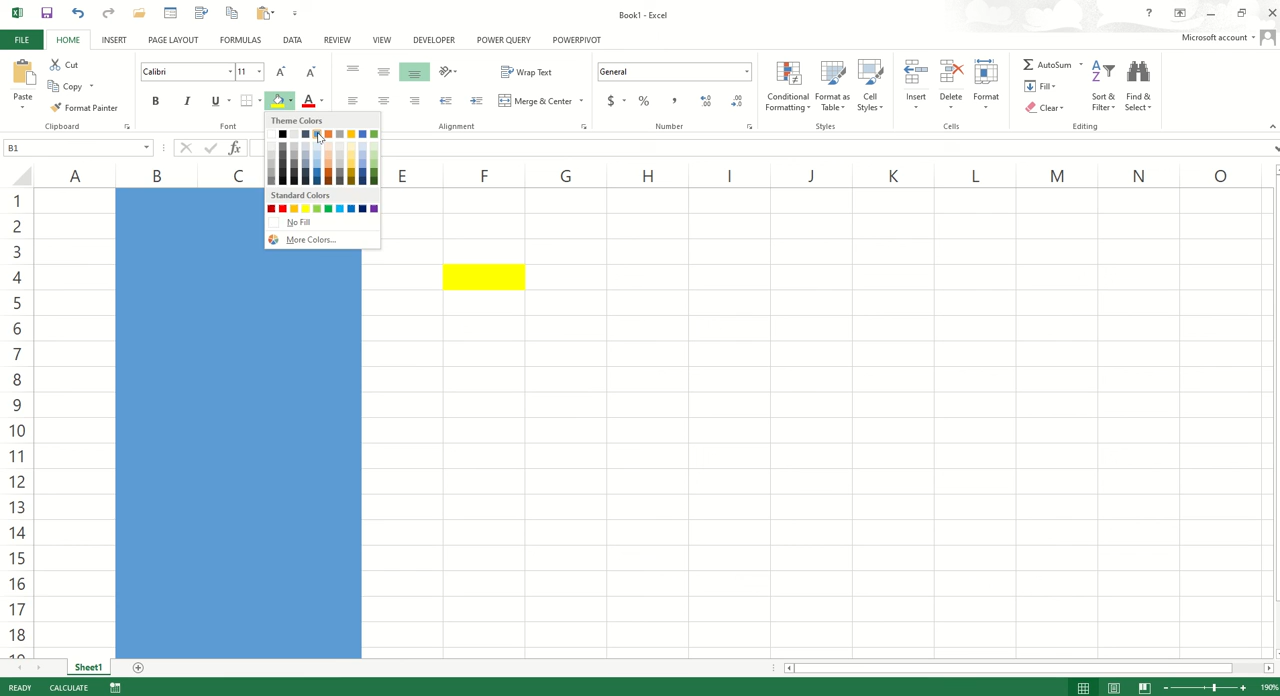 Book1 - Excel
?
FILE HOME INSERT PAGE LAYOUT FORMULAS DATA REVIEW VIEW DEVELOPER POWER QUERY POWERPIVOT
Microsoft account
Paste
Cut
Copy
Format Painter
Clipboard
Calibri 11
B I U A
Font
Wrap Text
Merge & Center
Alignment
General
$ % ,
Number
Conditional Formatting
Format as Table
Cell Styles
Styles
Insert
Delete
Format
Cells
AutoSum
Fill
Clear
Sort & Filter
Find & Select
Editing
B1
fx
Theme Colors
Standard Colors
No Fill
More Colors...
A B C E F G H I J K L M N O
1
2
3
4
5
6
7
8
9
10
11
12
13
14
15
16
17
18
19
Sheet1
READY CALCULATE 190%